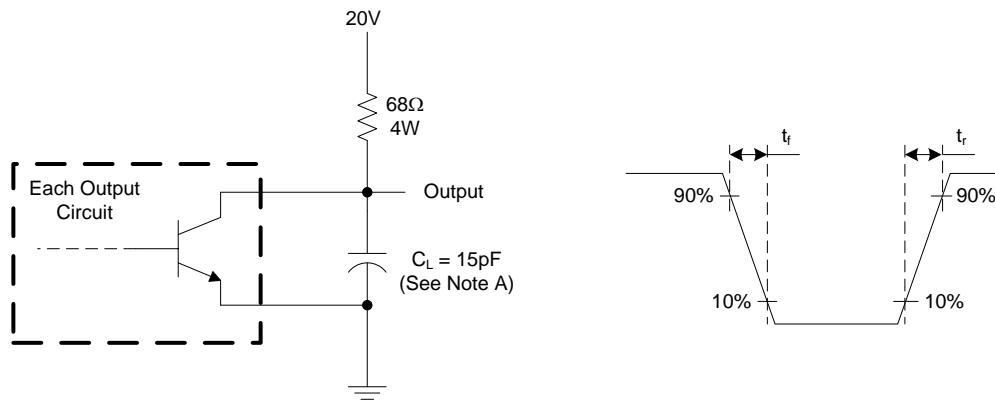 20V
68Ω
4W
Each Output
Circuit
Output
C_L = 15pF
(See Note A)
t_f
t_r
90%
90%
10%
10%